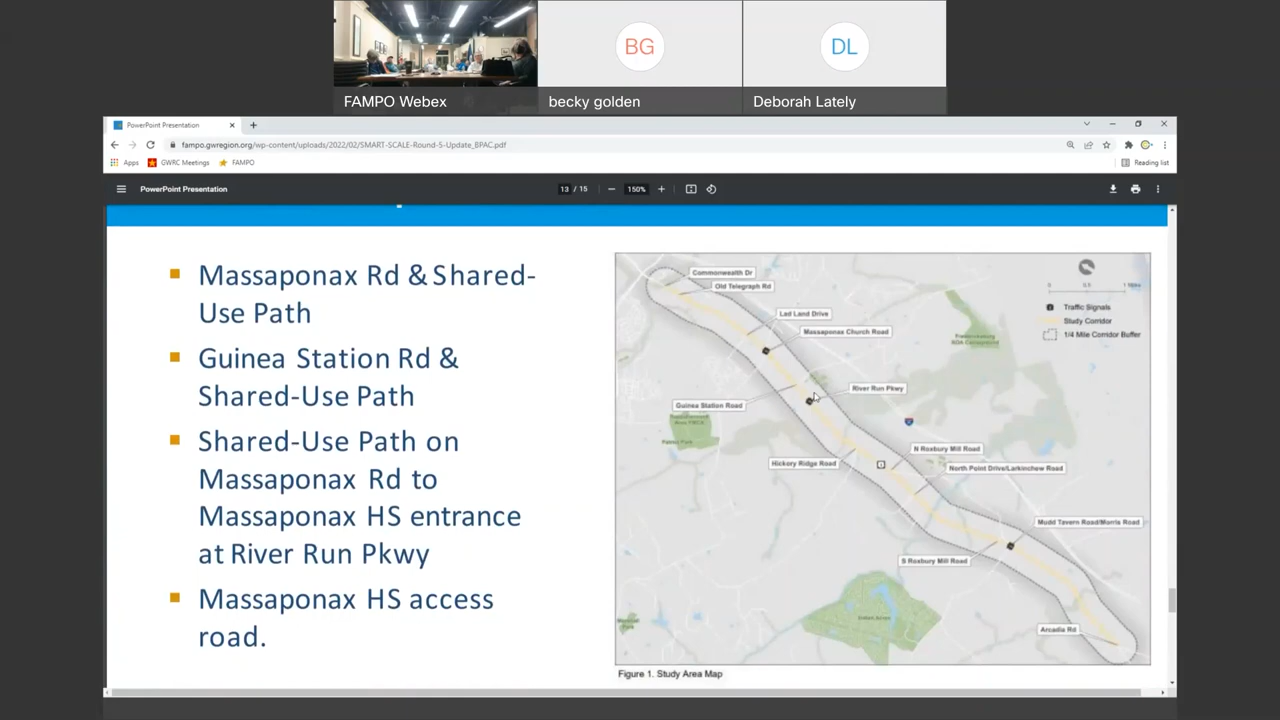 BG
DL
FAMPO Webex
becky golden
Deborah Lately
PowerPoint Presentation
fampo.gwregion.org/wp-content/uploads/2022/02/SMART-SCALE-Round-5-Update_BPAC.pdf
Apps
GWRC Meetings
FAMPO
Reading list
PowerPoint Presentation
13 / 15
150%
Massaponax Rd & Shared-
Use Path
Guinea Station Rd &
Shared-Use Path
Shared-Use Path on
Massaponax Rd to
Massaponax HS entrance
at River Run Pkwy
Massaponax HS access
road.
Commonwealth Dr
Old Telegraph Rd
Led Land Drive
Massaponax Church Road
River Run Pkwy
Guinea Station Road
N Roxbury Mill Road
Hickory Ridge Road
North Point Drive/Larkinchew Road
Mudd Tavern Road/Morris Road
S Roxbury Mill Road
Arcadia Rd
Traffic Signals
Study Corridor
1/4 Mile Corridor Buffer
Figure 1. Study Area Map